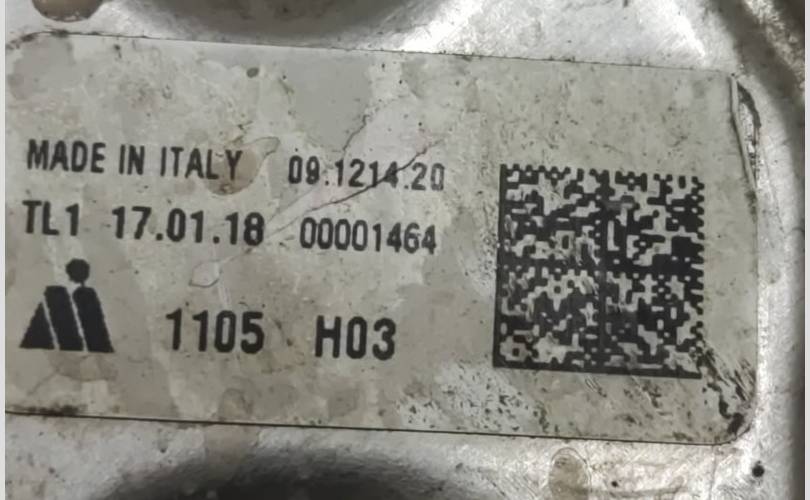 MADE IN ITALY 09.1214.20
TL1 17.01.18 00001464
1105 H03